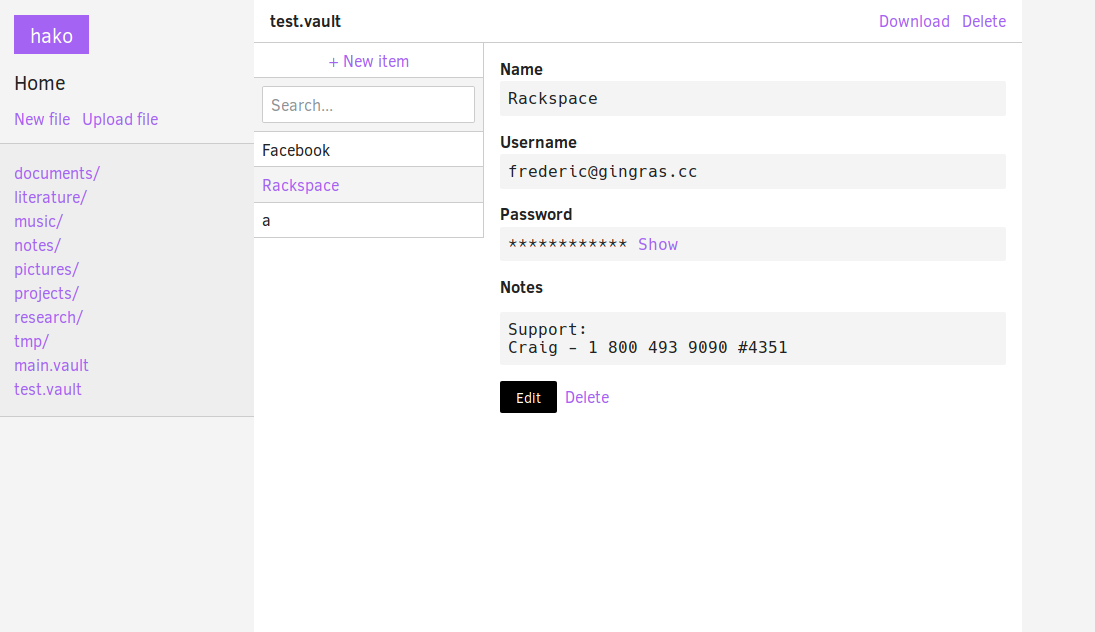 hako
Home
New file Upload file
documents/
literature/
music/
notes/
pictures/
projects/
research/
tmp/
main.vault
test.vault
test.vault Download Delete
+ New item
Search...
Facebook
Rackspace
a
Name
Rackspace
Username
frederic@gingras.cc
Password
************ Show
Notes
Support:
Craig - 1 800 493 9090 #4351
Edit Delete